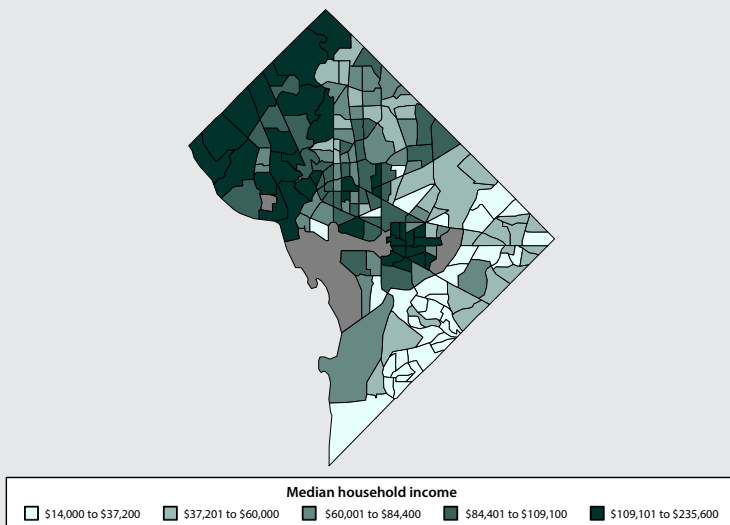 Median household income
$14,000 to $37,200 $37,201 to $60,000 $60,001 to $84,400 $84,401 to $109,100 $109,101 to $235,600